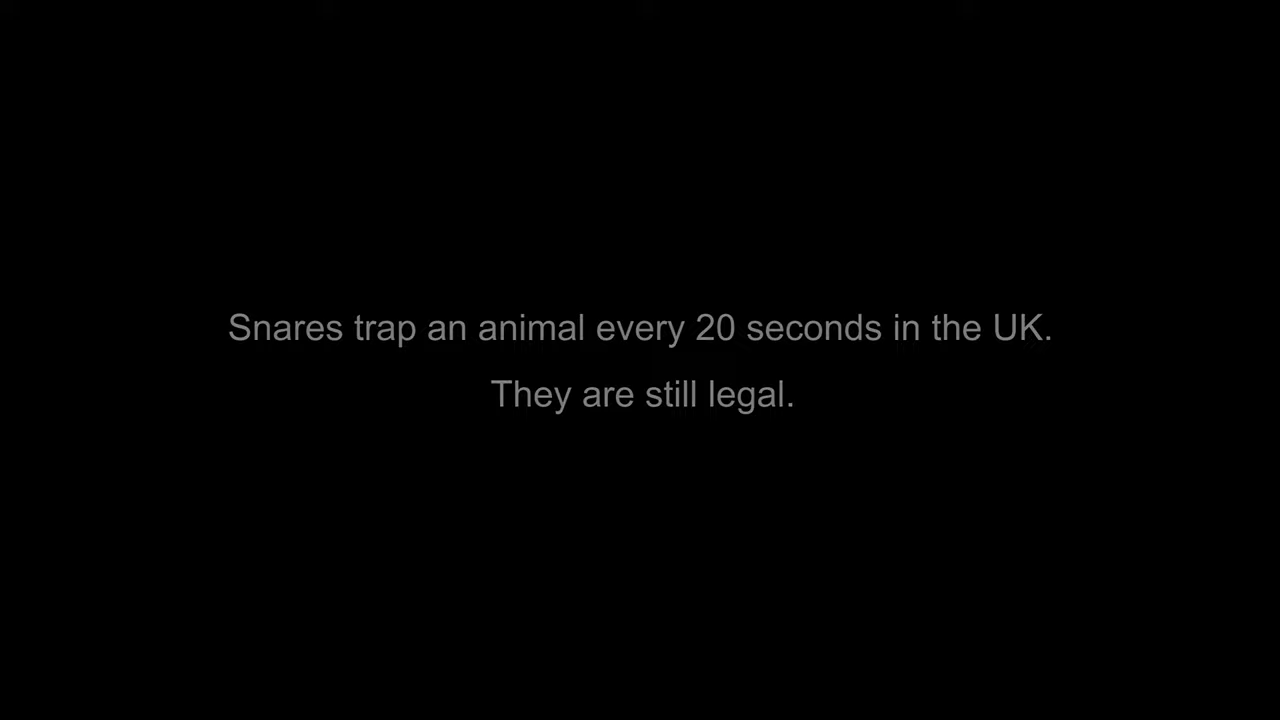 Snares trap an animal every 20 seconds in the UK.
They are still legal.